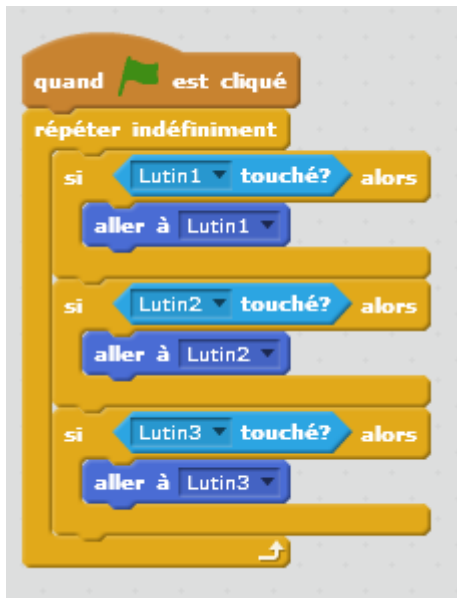 quand est cliqué
répéter indéfiniment
si Lutin1 touché? alors
aller à Lutin1
si Lutin2 touché? alors
aller à Lutin2
si Lutin3 touché? alors
aller à Lutin3